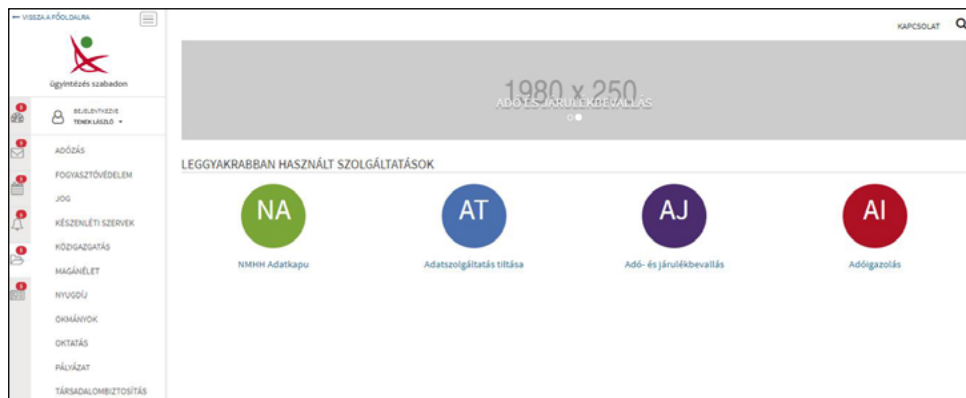 VISSZA A FŐOLDALRA
KAPCSOLAT
ügyintézés szabadon
1980 x 250
ADÓ ÉS JÁRULÉKBEVALLÁS
BEJELENTKEZVE
TENEK LÁSZLÓ
ADÓZÁS
FOGYASZTÓVÉDELEM
JOG
KÉSZENLÉTI SZERVEK
KÖZIGAZGATÁS
MAGÁNÉLET
NYUGDÍJ
OKMÁNYOK
OKTATÁS
PÁLYÁZAT
TÁRSADALOMBIZTOSÍTÁS
LEGGYAKRABBAN HASZNÁLT SZOLGÁLTATÁSOK
NA
AT
AJ
AI
NMHH Adatkapu
Adatszolgáltatás tiltása
Adó- és járulékbevallás
Adóigazolás